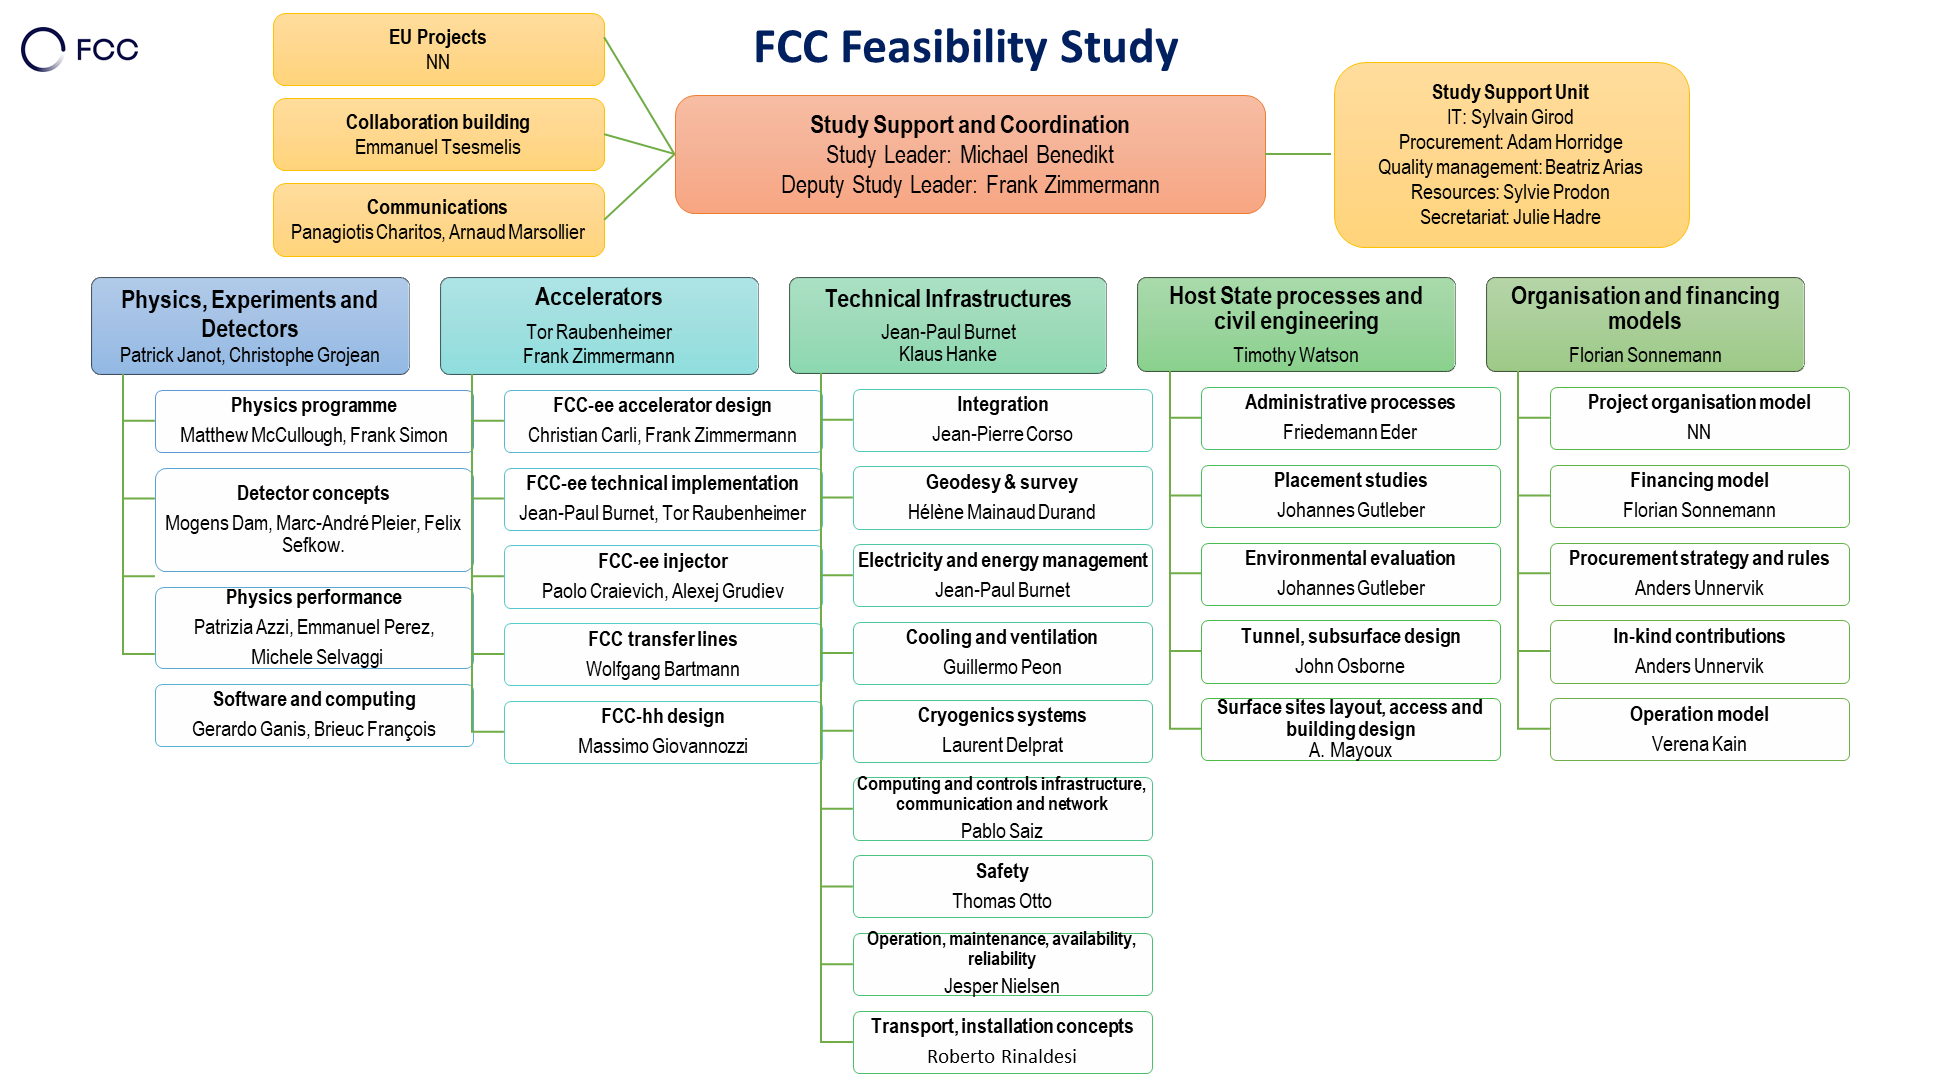 FCC
EU Projects
NN
Collaboration building
Emmanuel Tsesmelis
Communications
Panagiotis Charitos, Arnaud Marsollier
FCC Feasibility Study
Study Support and Coordination
Study Leader: Michael Benedikt
Deputy Study Leader: Frank Zimmermann
Study Support Unit
IT: Sylvain Girod
Procurement: Adam Horridge
Quality management: Beatriz Arias
Resources: Sylvie Prodon
Secretariat: Julie Hadre
Physics, Experiments and
Detectors
Patrick Janot, Christophe Grojean
Physics programme
Matthew McCullough, Frank Simon
Detector concepts
Mogens Dam, Marc-André Pleier, Felix
Sefkow.
Physics performance
Patrizia Azzi, Emmanuel Perez,
Michele Selvaggi
Software and computing
Gerardo Ganis, Brieuc François
Accelerators
Tor Raubenheimer
Frank Zimmermann
FCC-ee accelerator design
Christian Carli, Frank Zimmermann
FCC-ee technical implementation
Jean-Paul Burnet, Tor Raubenheimer
FCC-ee injector
Paolo Craievich, Alexej Grudiev
FCC transfer lines
Wolfgang Bartmann
FCC-hh design
Massimo Giovannozzi
Technical Infrastructures
Jean-Paul Burnet
Klaus Hanke
Integration
Jean-Pierre Corso
Geodesy & survey
Hélène Mainaud Durand
Electricity and energy management
Jean-Paul Burnet
Cooling and ventilation
Guillermo Peon
Cryogenics systems
Laurent Delprat
Computing and controls infrastructure,
communication and network
Pablo Saiz
Safety
Thomas Otto
Operation, maintenance, availability,
reliability
Jesper Nielsen
Transport, installation concepts
Roberto Rinaldesi
Host State processes and
civil engineering
Timothy Watson
Administrative processes
Friedemann Eder
Placement studies
Johannes Gutleber
Environmental evaluation
Johannes Gutleber
Tunnel, subsurface design
John Osborne
Surface sites layout, access and
building design
A. Mayoux
Organisation and financing
models
Florian Sonnemann
Project organisation model
NN
Financing model
Florian Sonnemann
Procurement strategy and rules
Anders Unnervik
In-kind contributions
Anders Unnervik
Operation model
Verena Kain